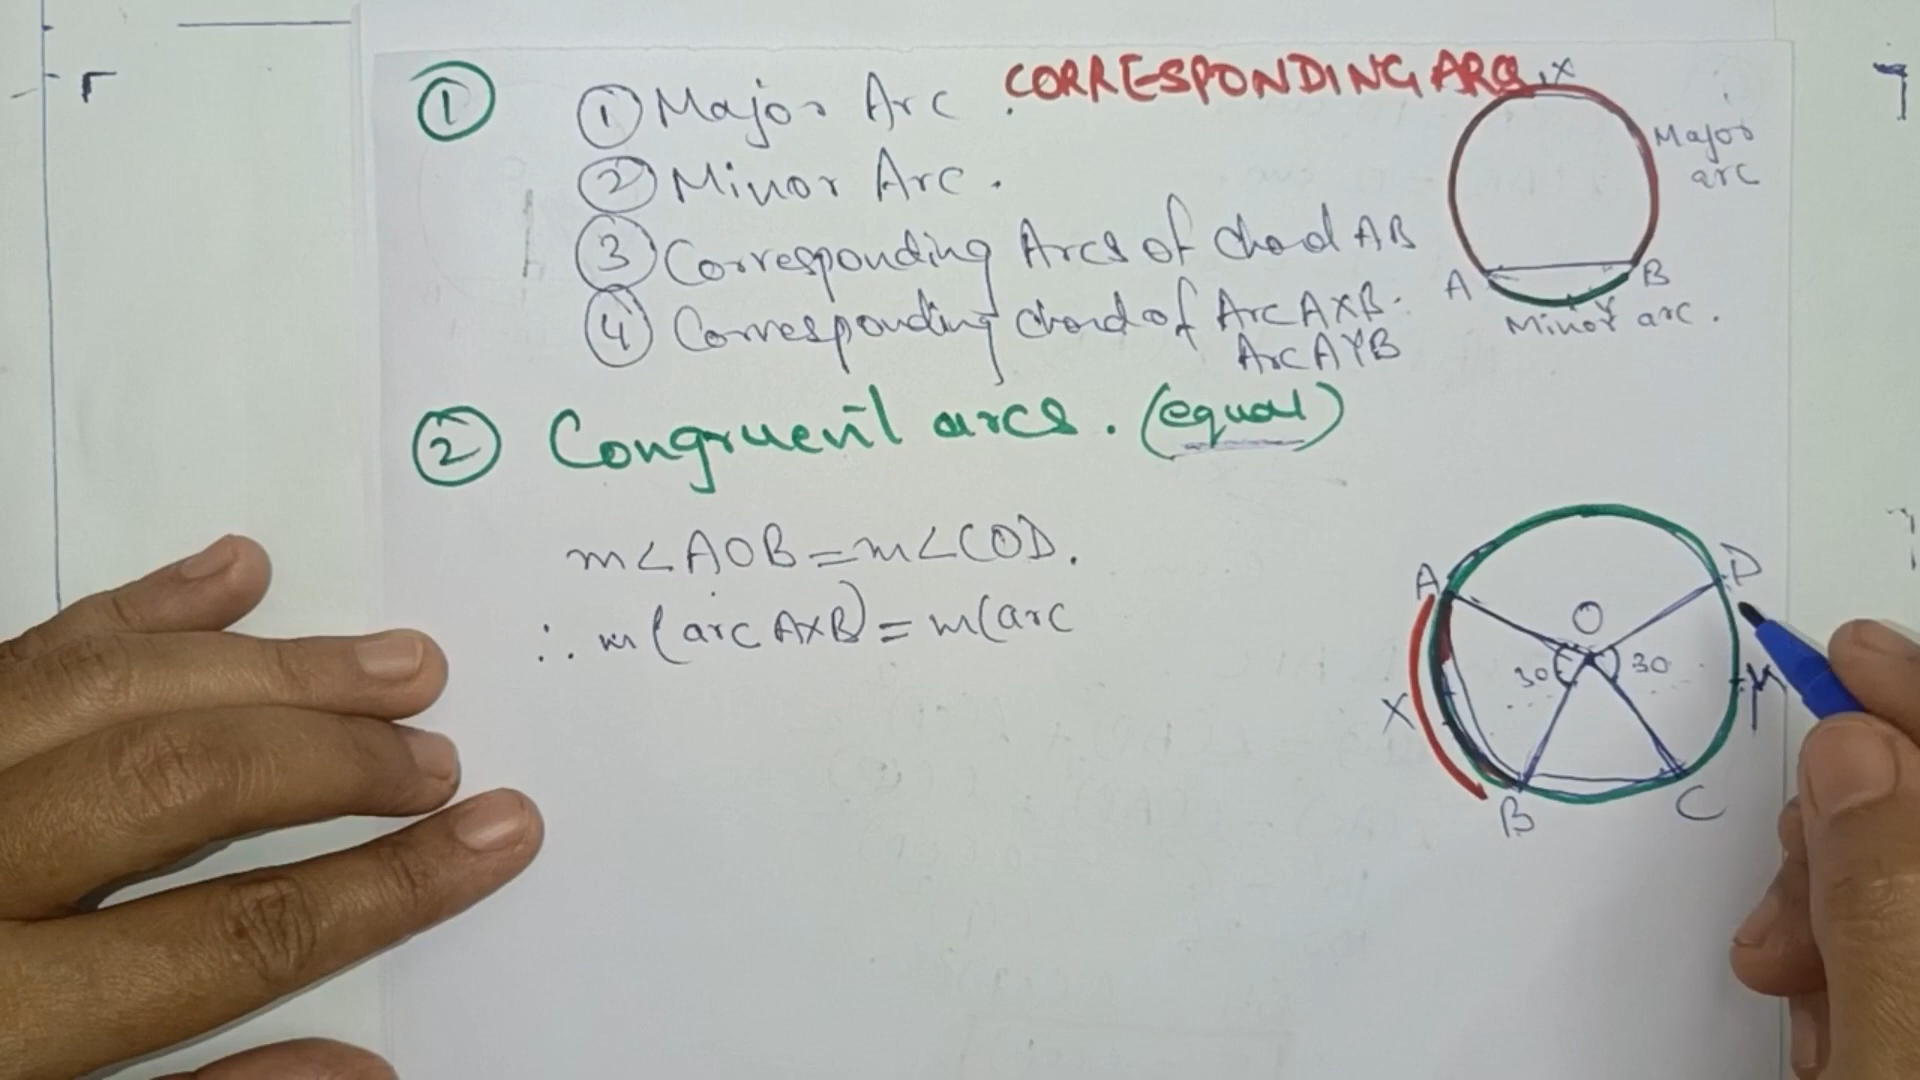 ①
① Major Arc .
② Minor Arc .
③ Corresponding Arcs of Chord AB
④ Corresponding chord of Arc AXB .
Arc AYB
CORRESPONDING ARC
X
Major
arc
A
B
Y
Minor arc .
② Congruent arcs . (equal)
m∠AOB = m∠COD .
∴ m(arc AXB) = m(arc
A
D
O
30
30
X
B
C